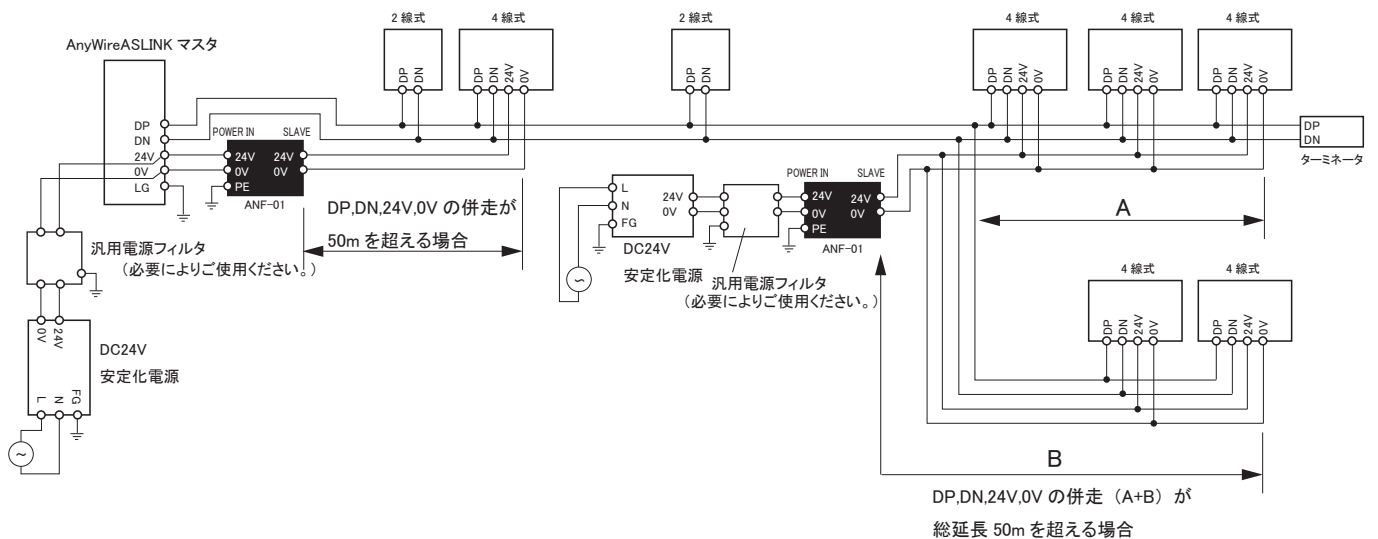 2 線式
4 線式
2 線式
4 線式
4 線式
4 線式
AnyWireASLINK マスタ
DP
DN
DP
DN
24V
0V
DP
DN
DP
DN
24V
0V
DP
DN
24V
0V
DP
DN
24V
0V
DP
DN
24V
0V
LG
POWER IN
SLAVE
24V
0V
PE
24V
0V
ANF-01
DP
DN
ターミネータ
DP,DN,24V,0V の併走が
50m を超える場合
汎用電源フィルタ
（必要によりご使用ください。）
0V
24V
DC24V
安定化電源
L
N
FG
~
L
N
FG
24V
0V
DC24V
安定化電源
~
汎用電源フィルタ
（必要によりご使用ください。）
POWER IN
SLAVE
24V
0V
PE
24V
0V
ANF-01
A
4 線式
4 線式
DP
DN
24V
0V
DP
DN
24V
0V
B
DP,DN,24V,0V の併走（A+B）が
総延長 50m を超える場合